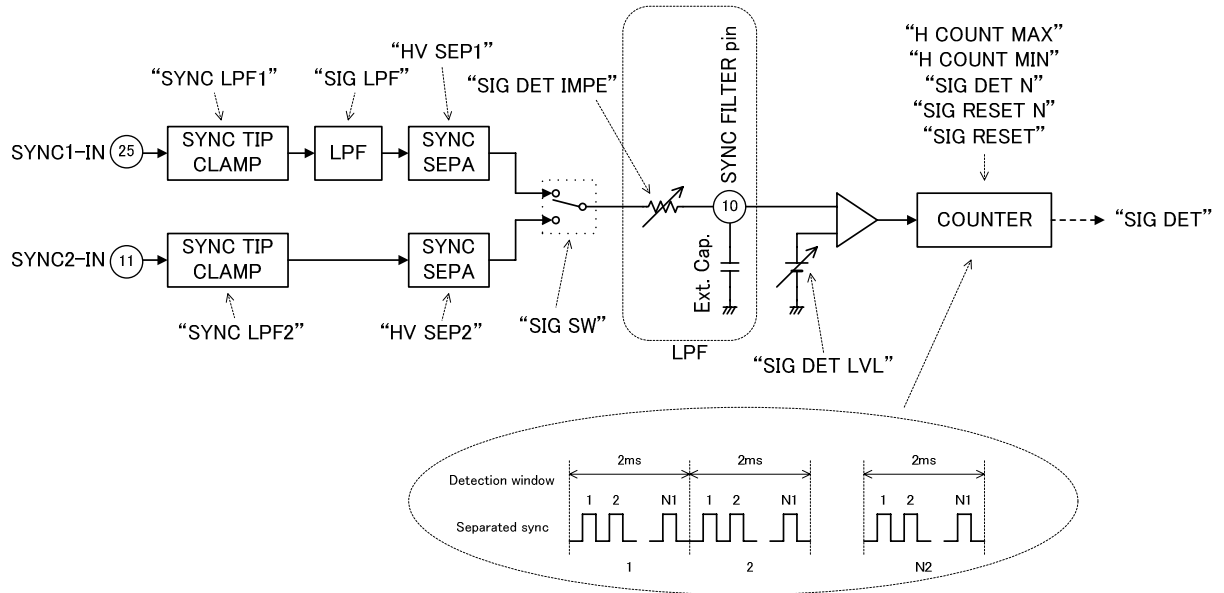 “H COUNT MAX”
“H COUNT MIN”
“SIG DET N”
“SIG RESET N”
“SIG RESET”
“HV SEP1”
“SYNC LPF1”
“SIG LPF”
“SIG DET IMPE”
SYNC FILTER pin
SYNC1-IN
25
SYNC TIP
CLAMP
LPF
SYNC
SEPA
10
COUNTER
“SIG DET”
SYNC2-IN
11
SYNC TIP
CLAMP
SYNC
SEPA
Ext. Cap.
“SYNC LPF2”
“HV SEP2”
“SIG SW”
LPF
“SIG DET LVL”
2ms
2ms
2ms
Detection window
1 2 N1 1 2 N1 1 2 N1
Separated sync
1 2 N2